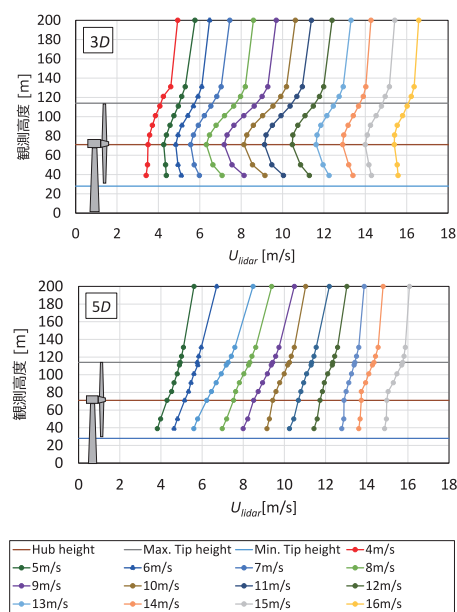 3D
観測高度 [m]
200
180
160
140
120
100
80
60
40
20
0
0 2 4 6 8 10 12 14 16 18
Ulidar [m/s]
5D
観測高度 [m]
200
180
160
140
120
100
80
60
40
20
0
0 2 4 6 8 10 12 14 16 18
Ulidar[m/s]
Hub height Max. Tip height Min. Tip height 4m/s
5m/s 6m/s 7m/s 8m/s
9m/s 10m/s 11m/s 12m/s
13m/s 14m/s 15m/s 16m/s